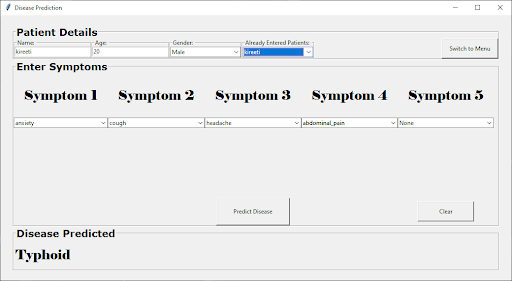 Disease Prediction
Patient Details
Name: Age: Gender: Already Entered Patients:
kireeti 20 Male kireeti Switch to Menu
Enter Symptoms
Symptom 1 Symptom 2 Symptom 3 Symptom 4 Symptom 5
anxiety cough headache abdominal_pain None
Predict Disease Clear
Disease Predicted
Typhoid